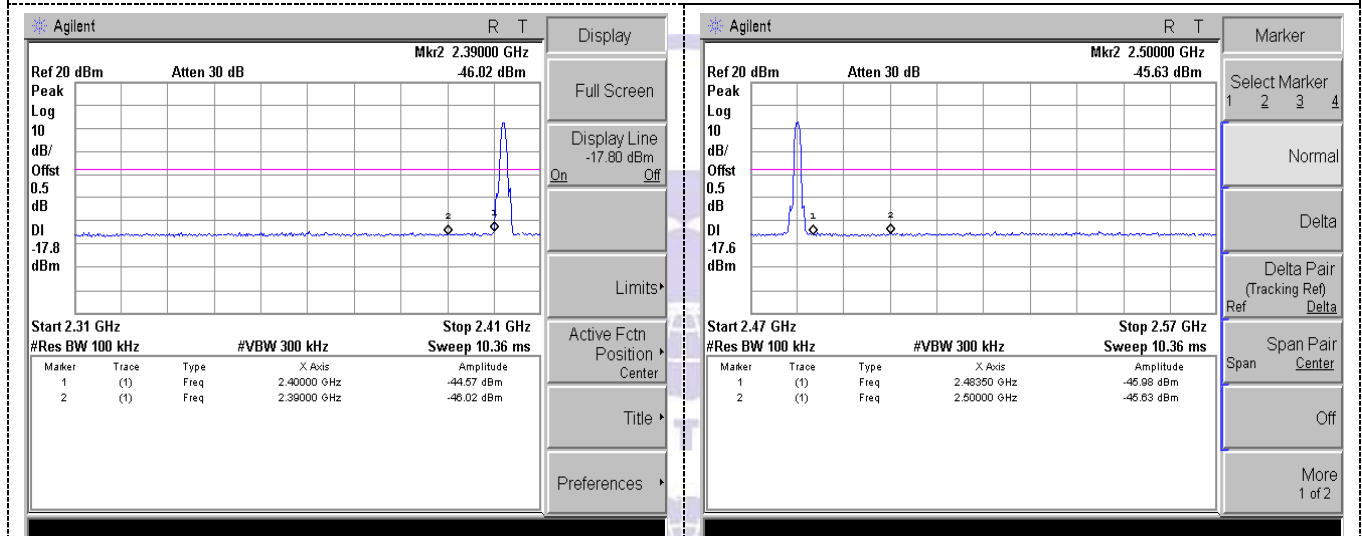 Agilent R T
Mkr2 2.39000 GHz
Ref 20 dBm Atten 30 dB -46.02 dBm
Peak
Log
10
dB/
Offst
0.5
dB
DI
-17.8
dBm
2
1
Start 2.31 GHz Stop 2.41 GHz
#Res BW 100 kHz #VBW 300 kHz Sweep 10.36 ms
Marker Trace Type X Axis Amplitude
1 (1) Freq 2.40000 GHz -44.57 dBm
2 (1) Freq 2.39000 GHz -46.02 dBm
Display
Full Screen
Display Line
-17.80 dBm
On Off
Limits
Active Fctn
Position
Center
Title
Preferences
Agilent R T
Mkr2 2.50000 GHz
Ref 20 dBm Atten 30 dB -45.63 dBm
Peak
Log
10
dB/
Offst
0.5
dB
DI
-17.6
dBm
1
2
Start 2.47 GHz Stop 2.57 GHz
#Res BW 100 kHz #VBW 300 kHz Sweep 10.36 ms
Marker Trace Type X Axis Amplitude
1 (1) Freq 2.48350 GHz -45.98 dBm
2 (1) Freq 2.50000 GHz -45.63 dBm
Marker
Select Marker
1 2 3 4
Normal
Delta
Delta Pair
(Tracking Ref)
Ref Delta
Span Pair
Span Center
Off
More
1 of 2